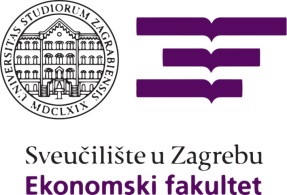 UNIVERSITAS STUDIORUM ZAGRABIENSIS
MDCLXIX
Sveučilište u Zagrebu
Ekonomski fakultet